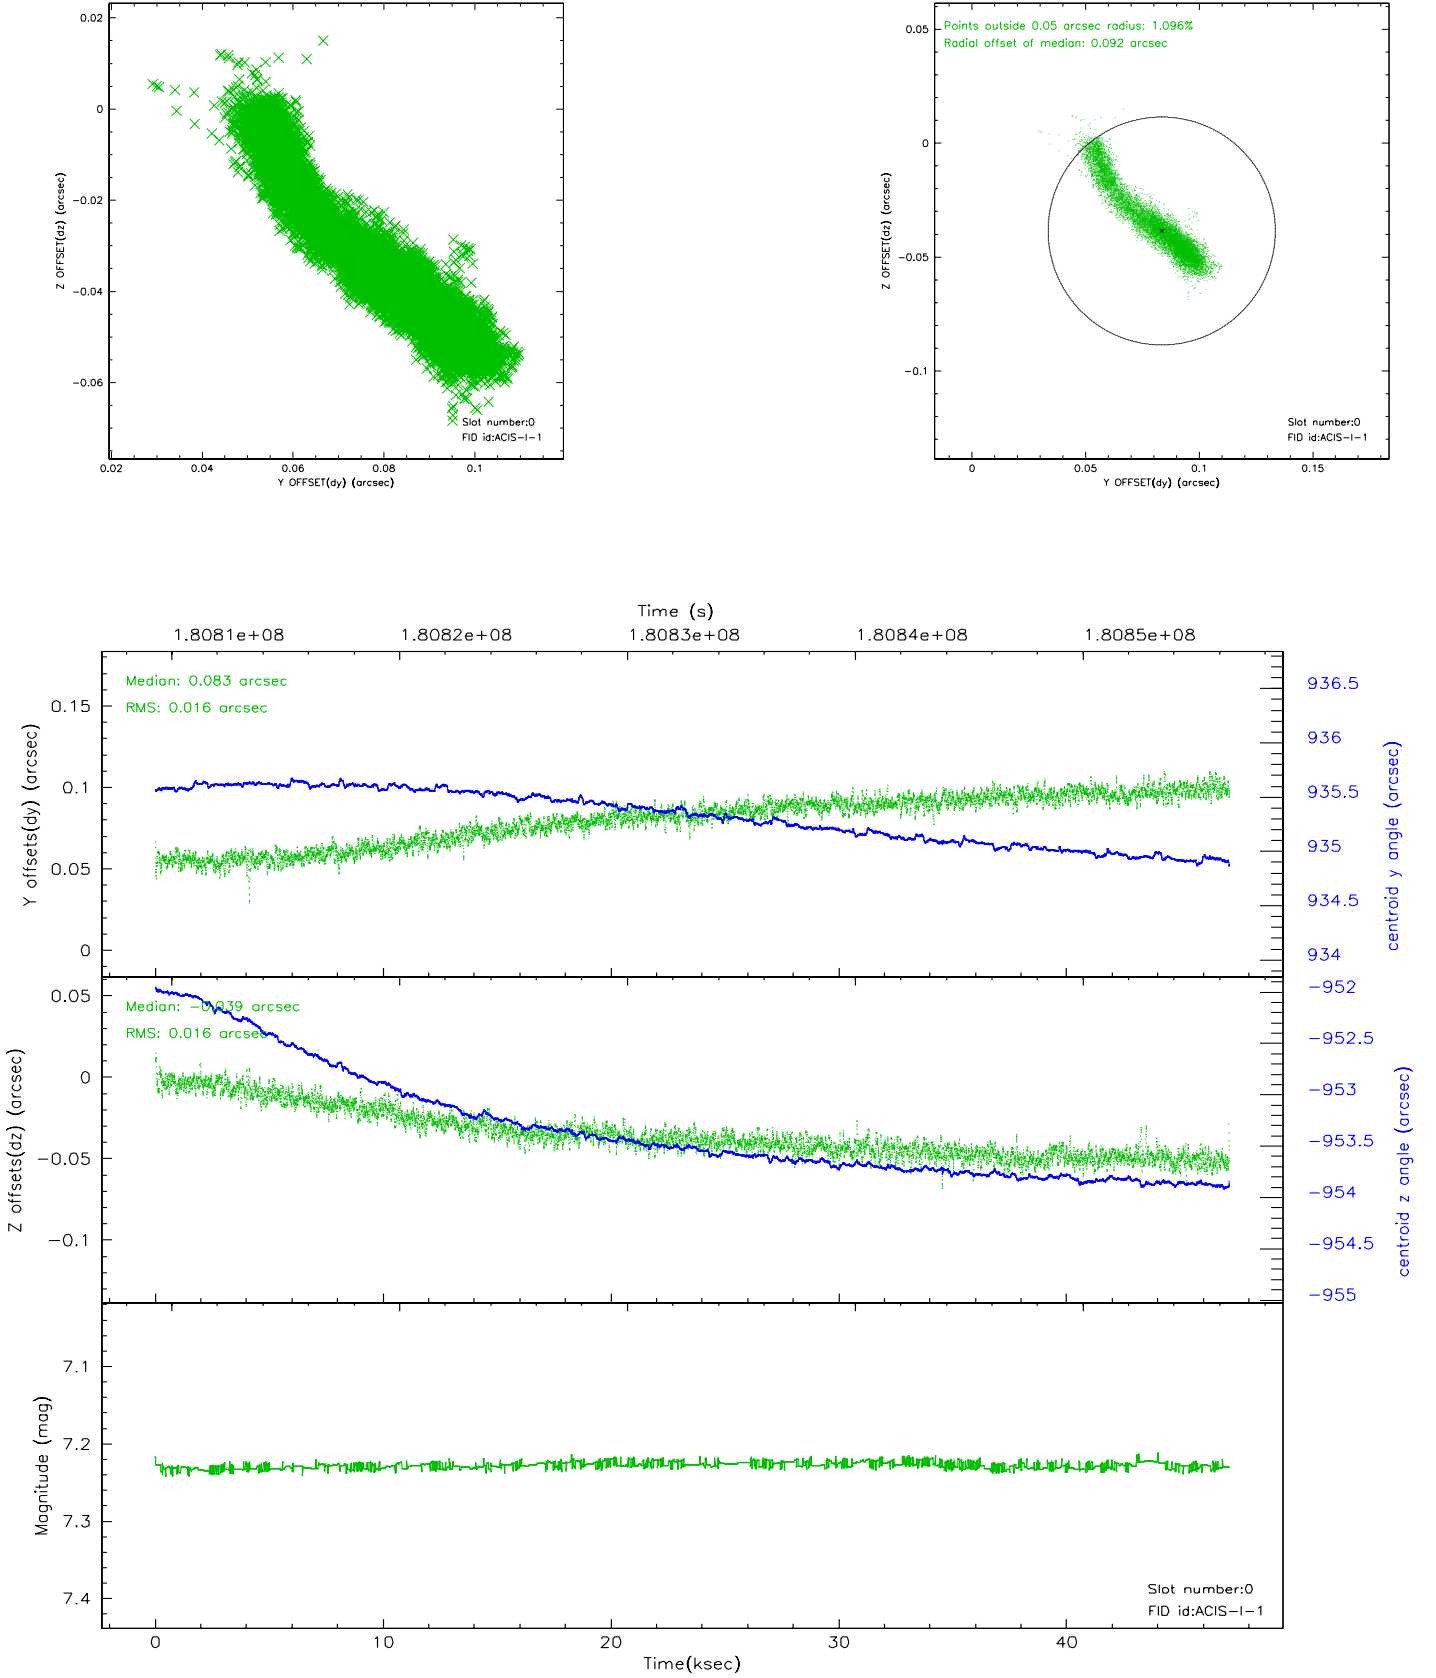 0.02
0
−0.02
−0.04
−0.06
Z OFFSET(dz) (arcsec)
Slot number:0
FID id:ACIS−I−1
0.02 0.04 0.06 0.08 0.1
Y OFFSET(dy) (arcsec)
Points outside 0.05 arcsec radius: 1.096%
Radial offset of median: 0.092 arcsec
0.05
0
−0.05
−0.1
Z OFFSET(dz) (arcsec)
Slot number:0
FID id:ACIS−I−1
0 0.05 0.1 0.15
Y OFFSET(dy) (arcsec)
Time (s)
1.8081e+08 1.8082e+08 1.8083e+08 1.8084e+08 1.8085e+08
Median: 0.083 arcsec
RMS: 0.016 arcsec
0.15
0.1
0.05
0
Y offsets(dy) (arcsec)
936.5
936
935.5
935
934.5
934
centroid y angle (arcsec)
Median: −0.039 arcsec
RMS: 0.016 arcsec
0.05
0
−0.05
−0.1
Z offsets(dz) (arcsec)
−952
−952.5
−953
−953.5
−954
−954.5
−955
centroid z angle (arcsec)
7.1
7.2
7.3
7.4
Magnitude (mag)
Slot number:0
FID id:ACIS−I−1
0 10 20 30 40
Time(ksec)